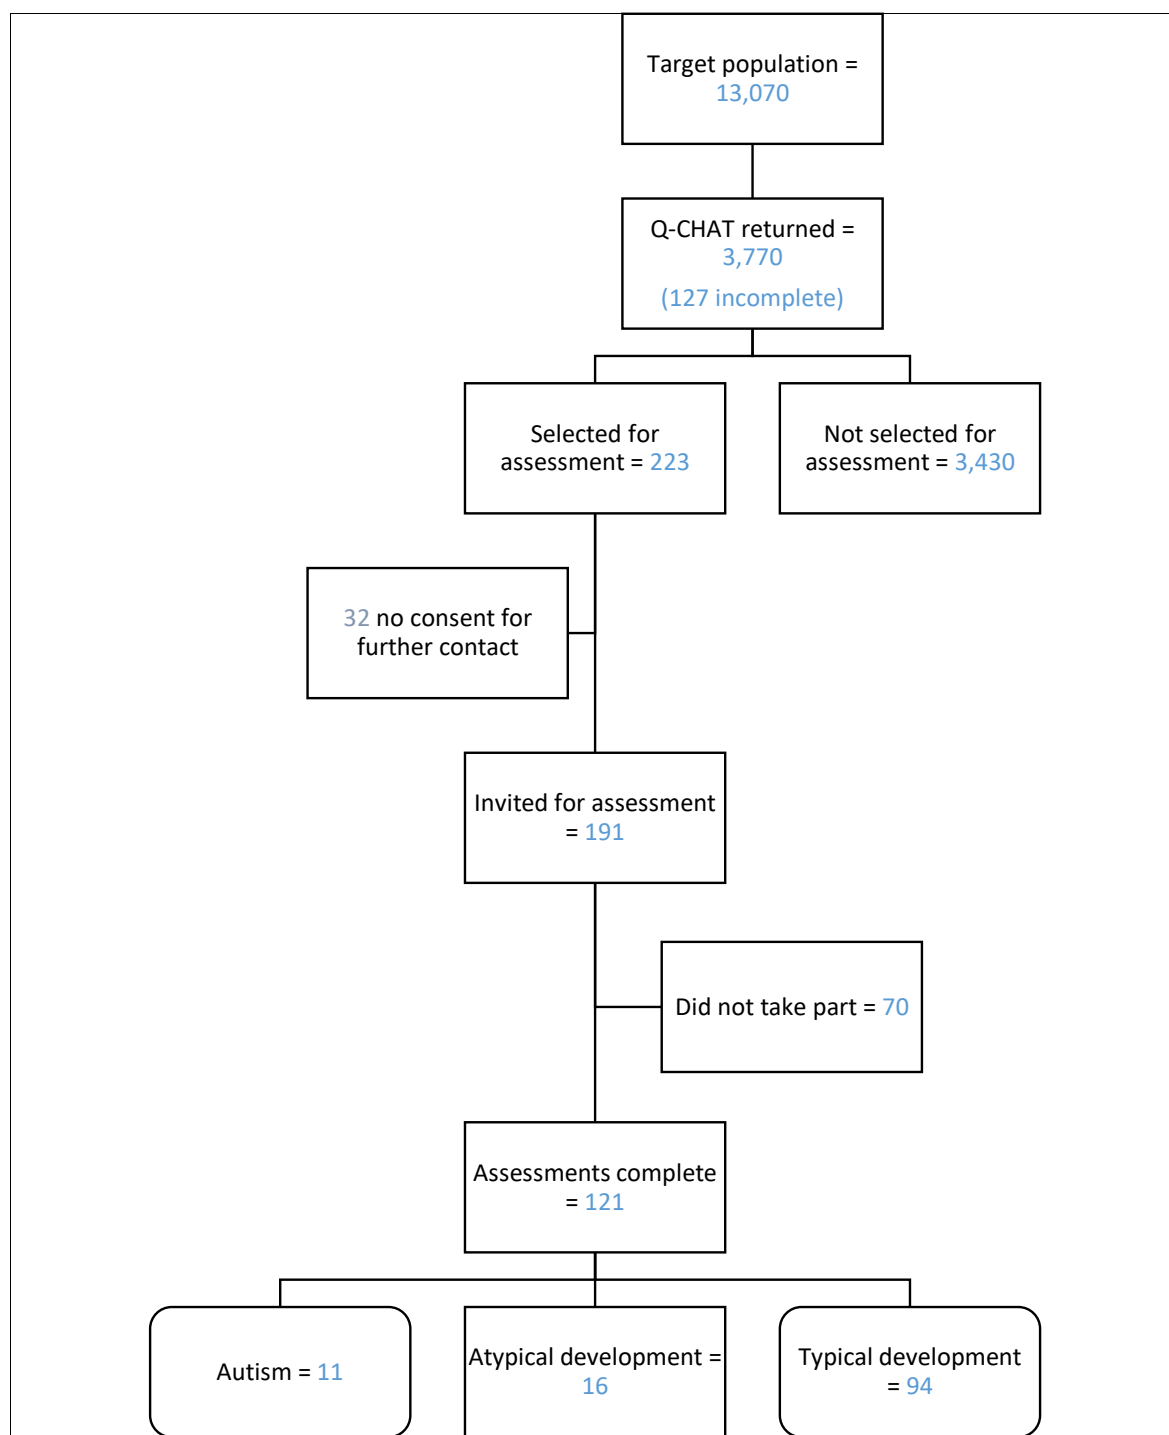 Target population =
13,070
Q-CHAT returned =
3,770
(127 incomplete)
Selected for
assessment = 223
Not selected for
assessment = 3,430
32 no consent for
further contact
Invited for assessment
= 191
Did not take part = 70
Assessments complete
= 121
Autism = 11
Atypical development =
16
Typical development
= 94